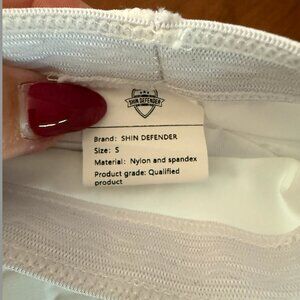 SHIN DEFENDER
Brand: SHIN DEFENDER
Size: S
Material: Nylon and spandex
Product grade: Qualified
product